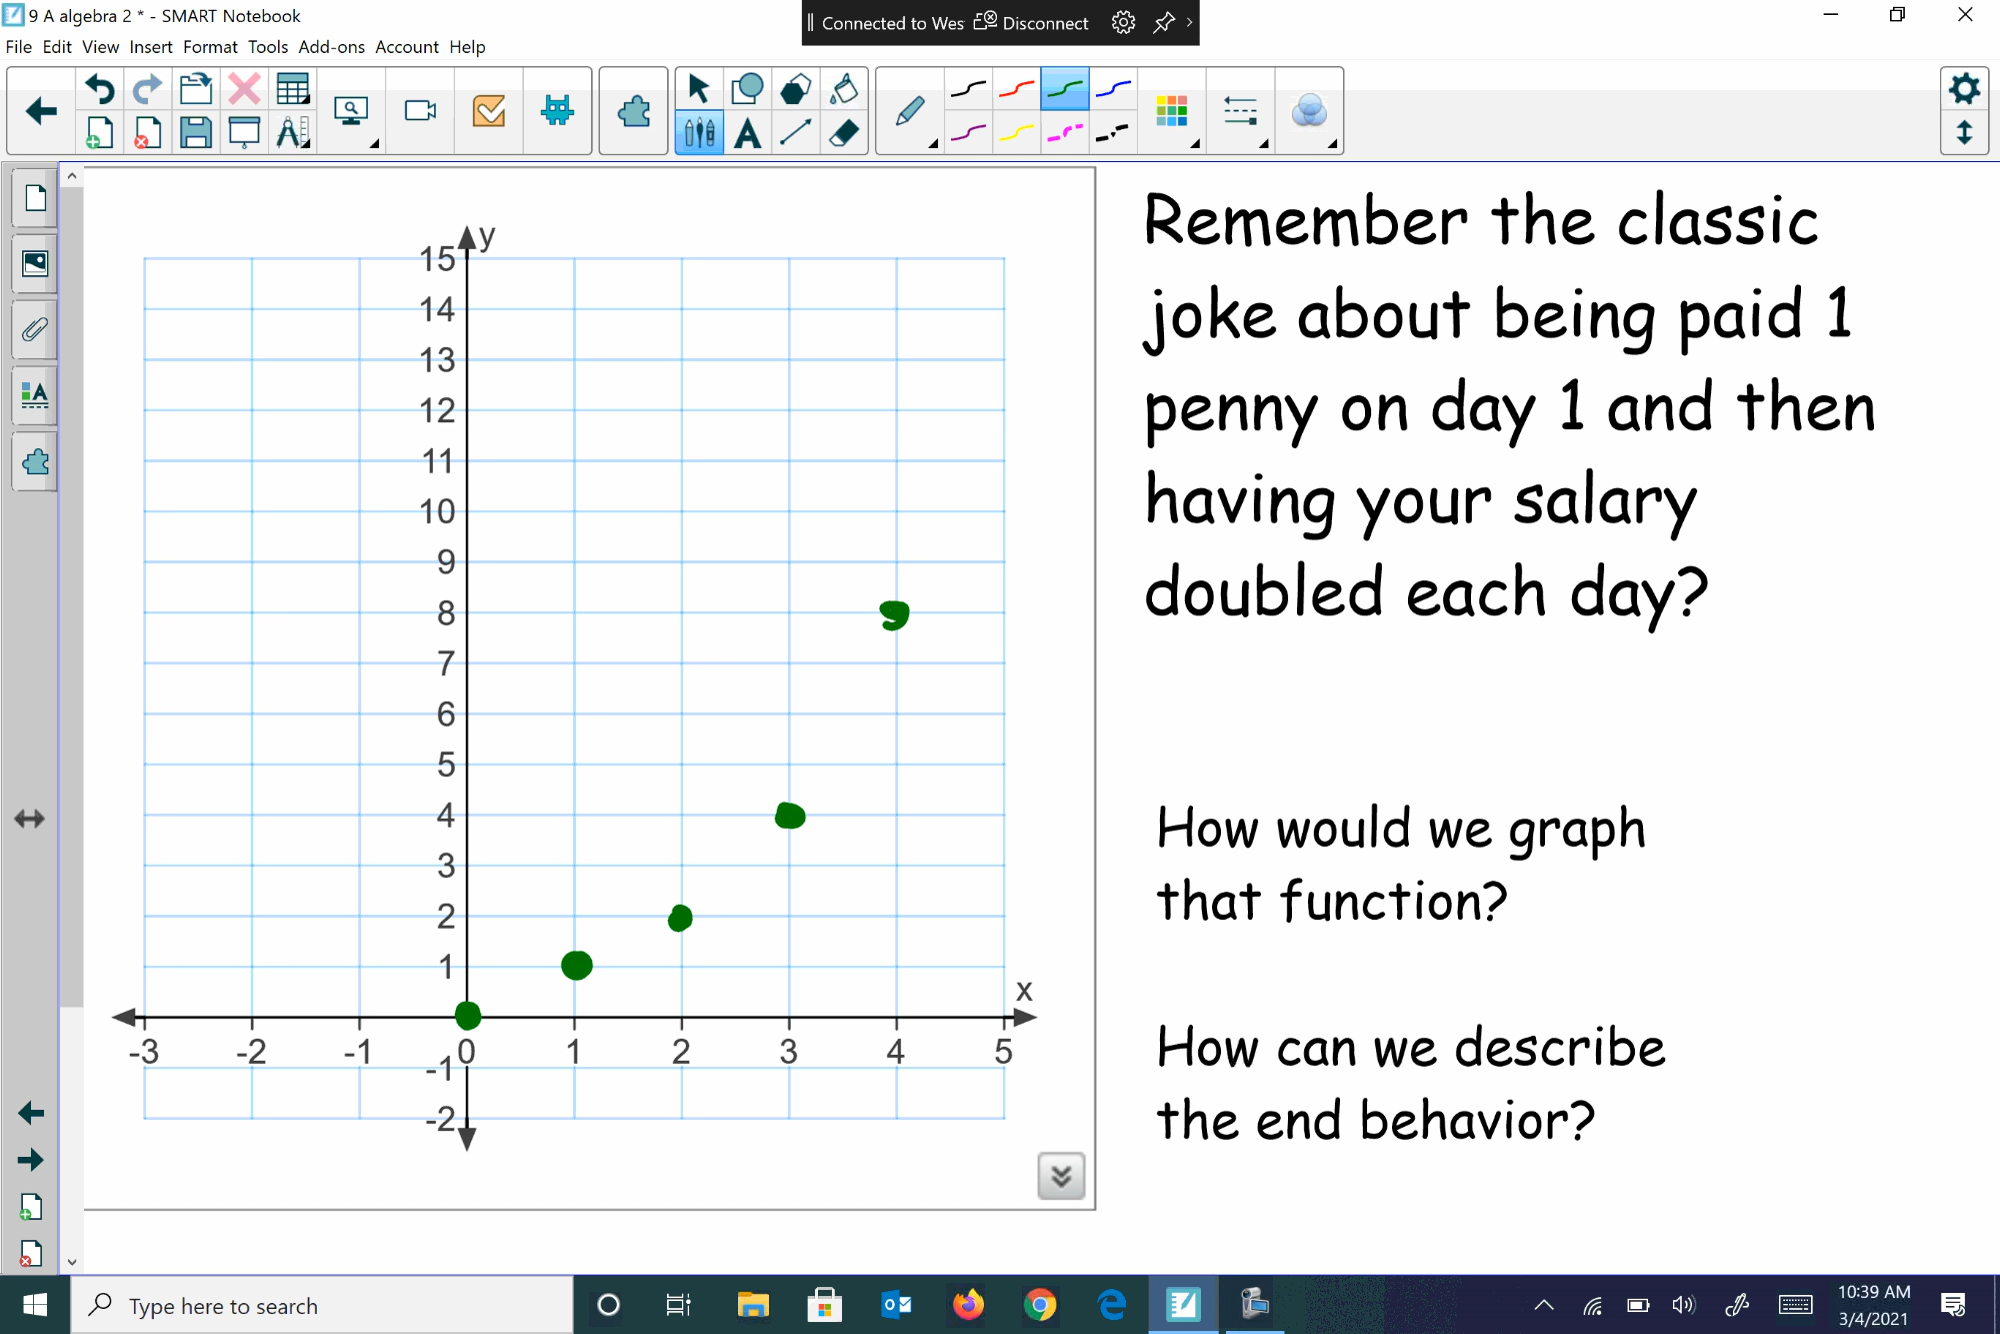 9 A algebra 2 * - SMART Notebook
Connected to Wes Disconnect
File Edit View Insert Format Tools Add-ons Account Help
y
15
14
13
12
11
10
9
8
7
6
5
4
3
2
1
x
-3 -2 -1 0 1 2 3 4 5
-1
-2
Remember the classic
joke about being paid 1
penny on day 1 and then
having your salary
doubled each day?
How would we graph
that function?
How can we describe
the end behavior?
Type here to search
10:39 AM
3/4/2021